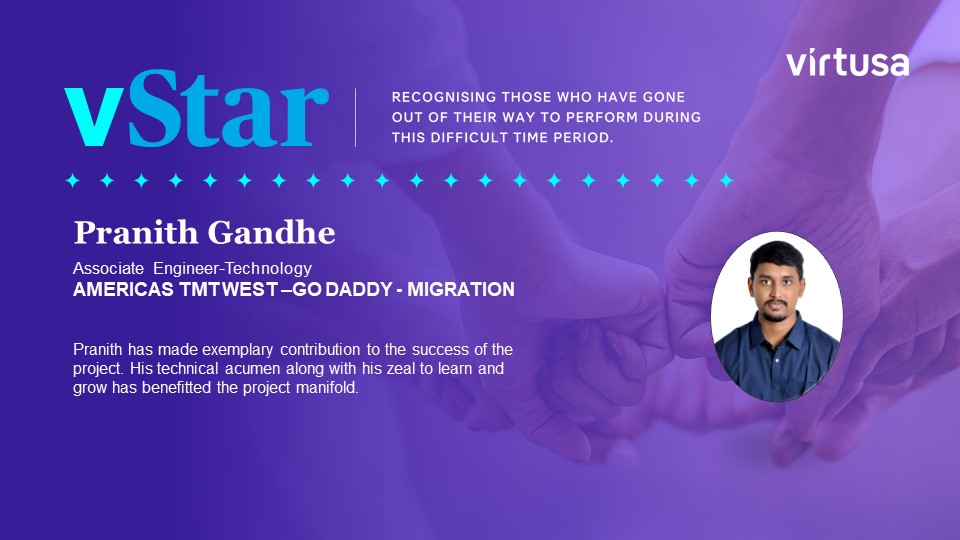 virtusa
vStar
RECOGNISING THOSE WHO HAVE GONE
OUT OF THEIR WAY TO PERFORM DURING
THIS DIFFICULT TIME PERIOD.
Pranith Gandhe
Associate Engineer-Technology
AMERICAS TMT WEST –GO DADDY - MIGRATION
Pranith has made exemplary contribution to the success of the
project. His technical acumen along with his zeal to learn and
grow has benefitted the project manifold.